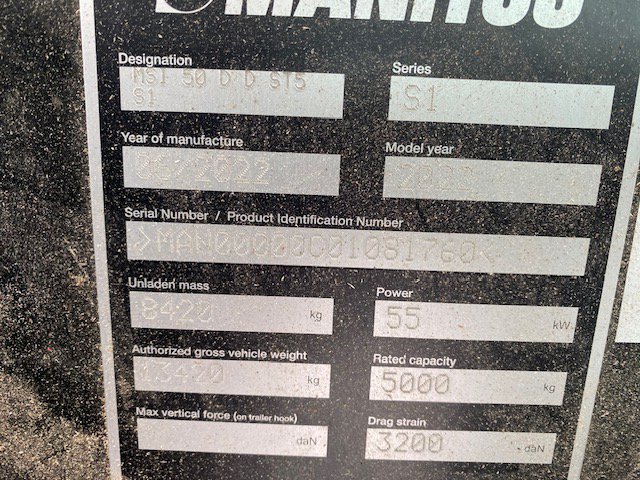 MANITOU
Designation
MSI 50 D D ST5
S1
Series
S1
Year of manufacture
06/2022
Model year
2022
Serial Number / Product Identification Number
>MAN00000C01081760<
Unladen mass
8420 kg
Power
55 kW
Authorized gross vehicle weight
13420 kg
Rated capacity
5000 kg
Max vertical force (on trailer hook)
daN
Drag strain
3200 daN